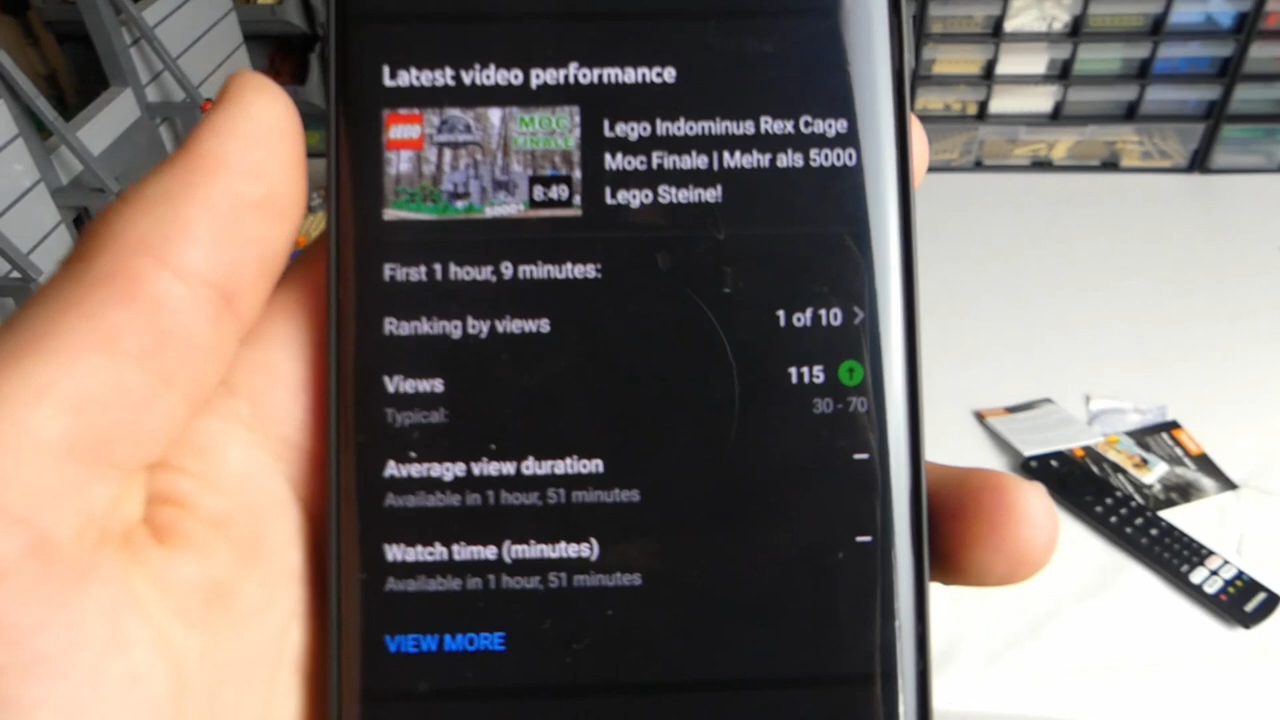 Latest video performance
LEGO
MOC
FINALE
8:49
5000+
Lego Indominus Rex Cage
Moc Finale | Mehr als 5000
Lego Steine!
First 1 hour, 9 minutes:
Ranking by views
1 of 10 >
Views
115
Typical:
30 - 70
Average view duration
–
Available in 1 hour, 51 minutes
Watch time (minutes)
–
Available in 1 hour, 51 minutes
VIEW MORE